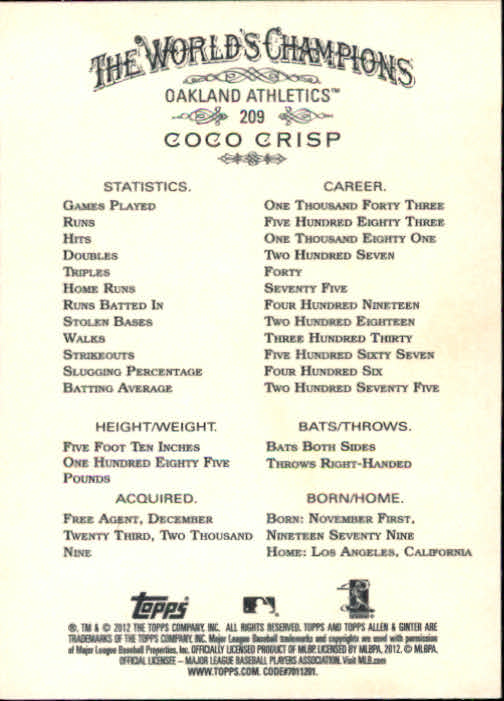 THE WORLD'S CHAMPIONS
OAKLAND ATHLETICS™
209
COCO CRISP
STATISTICS. CAREER.
GAMES PLAYED ONE THOUSAND FORTY THREE
RUNS FIVE HUNDRED EIGHTY THREE
HITS ONE THOUSAND EIGHTY ONE
DOUBLES TWO HUNDRED SEVEN
TRIPLES FORTY
HOME RUNS SEVENTY FIVE
RUNS BATTED IN FOUR HUNDRED NINETEEN
STOLEN BASES TWO HUNDRED EIGHTEEN
WALKS THREE HUNDRED THIRTY
STRIKEOUTS FIVE HUNDRED SIXTY SEVEN
SLUGGING PERCENTAGE FOUR HUNDRED SIX
BATTING AVERAGE TWO HUNDRED SEVENTY FIVE
HEIGHT/WEIGHT. BATS/THROWS.
FIVE FOOT TEN INCHES BATS BOTH SIDES
ONE HUNDRED EIGHTY FIVE THROWS RIGHT-HANDED
POUNDS
ACQUIRED. BORN/HOME.
FREE AGENT, DECEMBER BORN: NOVEMBER FIRST,
TWENTY THIRD, TWO THOUSAND NINETEEN SEVENTY NINE
NINE HOME: LOS ANGELES, CALIFORNIA
topps
®, TM & © 2012 THE TOPPS COMPANY, INC. ALL RIGHTS RESERVED. TOPPS AND TOPPS ALLEN & GINTER ARE
TRADEMARKS OF THE TOPPS COMPANY, INC. Major League Baseball trademarks and copyrights are used with permission
of Major League Baseball Properties, Inc. OFFICIALLY LICENSED PRODUCT OF MLBP. LICENSED BY MLBPA, 2012. © MLBPA.
OFFICIAL LICENSEE – MAJOR LEAGUE BASEBALL PLAYERS ASSOCIATION. Visit MLB.com
WWW.TOPPS.COM. CODE#7011201.